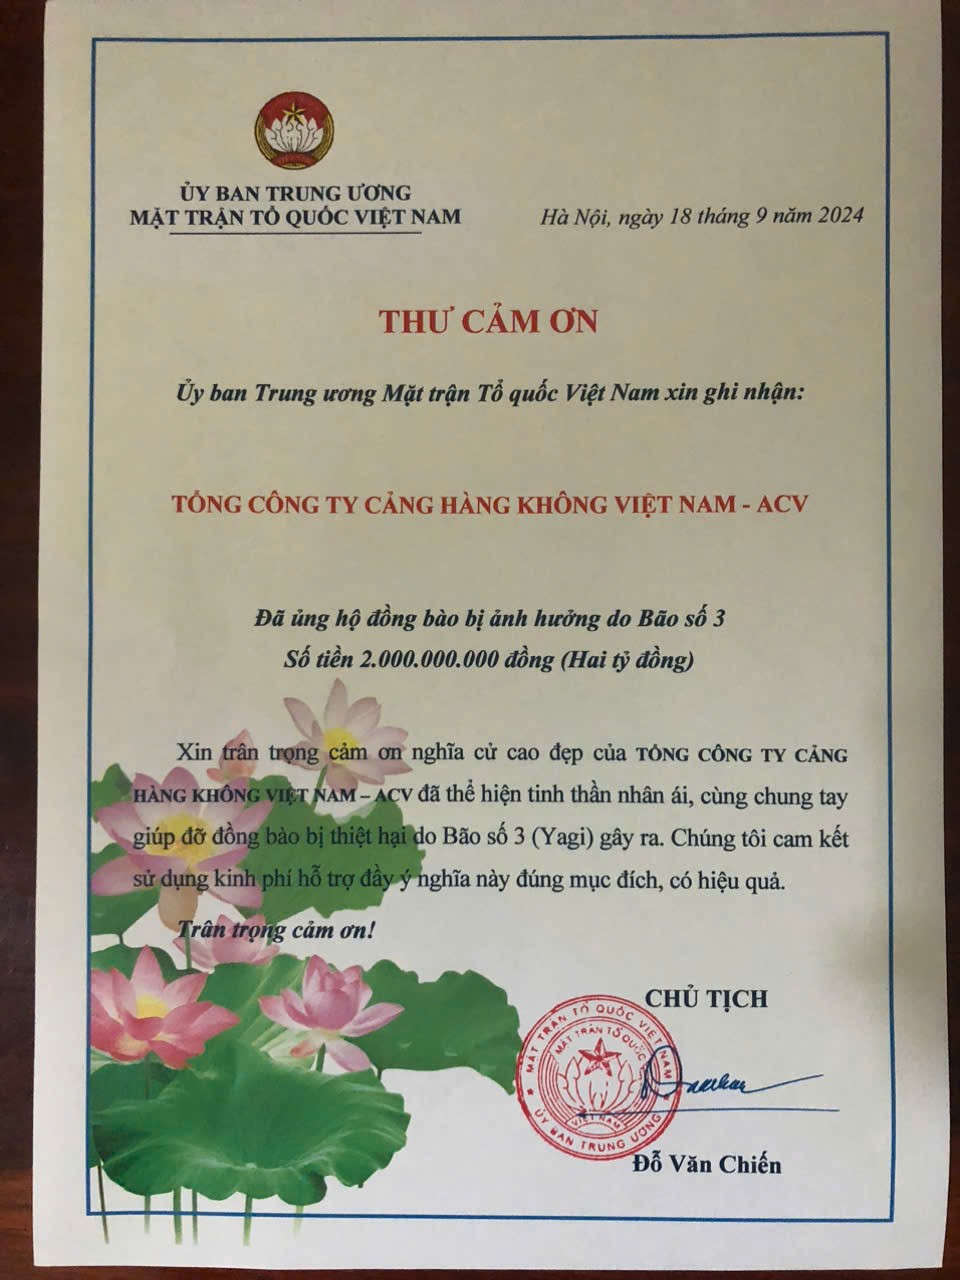 ỦY BAN TRUNG ƯƠNG
MẶT TRẬN TỔ QUỐC VIỆT NAM
Hà Nội, ngày 18 tháng 9 năm 2024
THƯ CẢM ƠN
Ủy ban Trung ương Mặt trận Tổ quốc Việt Nam xin ghi nhận:
TỔNG CÔNG TY CẢNG HÀNG KHÔNG VIỆT NAM - ACV
Đã ủng hộ đồng bào bị ảnh hưởng do Bão số 3
Số tiền 2.000.000.000 đồng (Hai tỷ đồng)
Xin trân trọng cảm ơn nghĩa cử cao đẹp của TỔNG CÔNG TY CẢNG
HÀNG KHÔNG VIỆT NAM – ACV đã thể hiện tinh thần nhân ái, cùng chung tay
giúp đỡ đồng bào bị thiệt hại do Bão số 3 (Yagi) gây ra. Chúng tôi cam kết
sử dụng kinh phí hỗ trợ đầy ý nghĩa này đúng mục đích, có hiệu quả.
Trân trọng cảm ơn!
CHỦ TỊCH
MẶT TRẬN TỔ QUỐC VIỆT NAM
MẶT TRẬN TỔ QUỐC
VIỆT NAM
ỦY BAN TRUNG ƯƠNG
Đỗ Văn Chiến